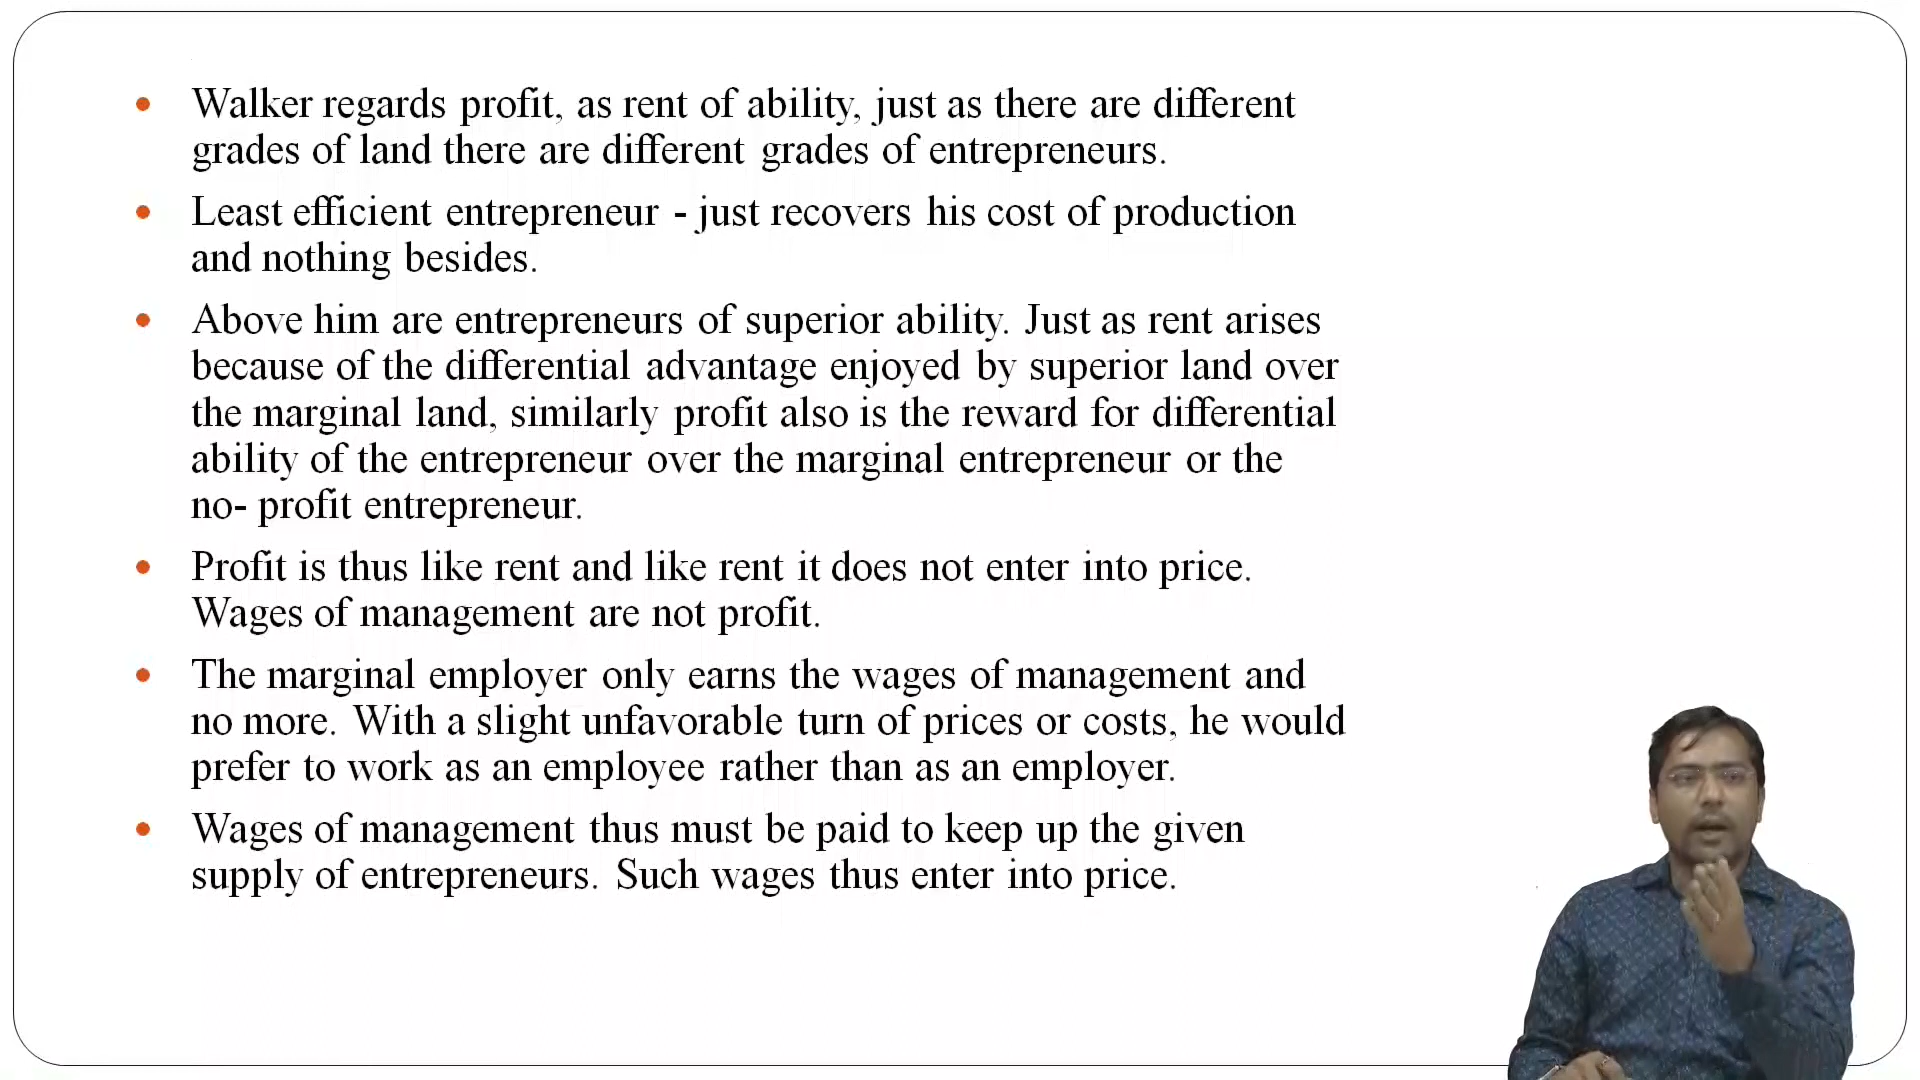 Walker regards profit, as rent of ability, just as there are different
grades of land there are different grades of entrepreneurs.
Least efficient entrepreneur - just recovers his cost of production
and nothing besides.
Above him are entrepreneurs of superior ability. Just as rent arises
because of the differential advantage enjoyed by superior land over
the marginal land, similarly profit also is the reward for differential
ability of the entrepreneur over the marginal entrepreneur or the
no- profit entrepreneur.
Profit is thus like rent and like rent it does not enter into price.
Wages of management are not profit.
The marginal employer only earns the wages of management and
no more. With a slight unfavorable turn of prices or costs, he would
prefer to work as an employee rather than as an employer.
Wages of management thus must be paid to keep up the given
supply of entrepreneurs. Such wages thus enter into price.